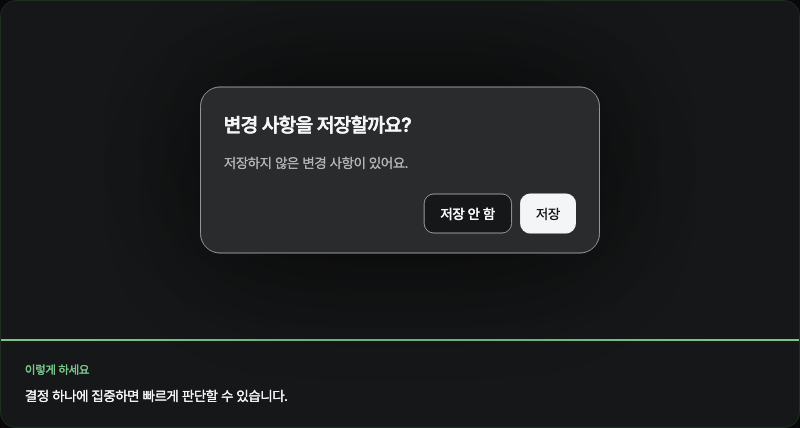 변경 사항을 저장할까요?
저장하지 않은 변경 사항이 있어요.
저장 안 함
저장
이렇게 하세요
결정 하나에 집중하면 빠르게 판단할 수 있습니다.